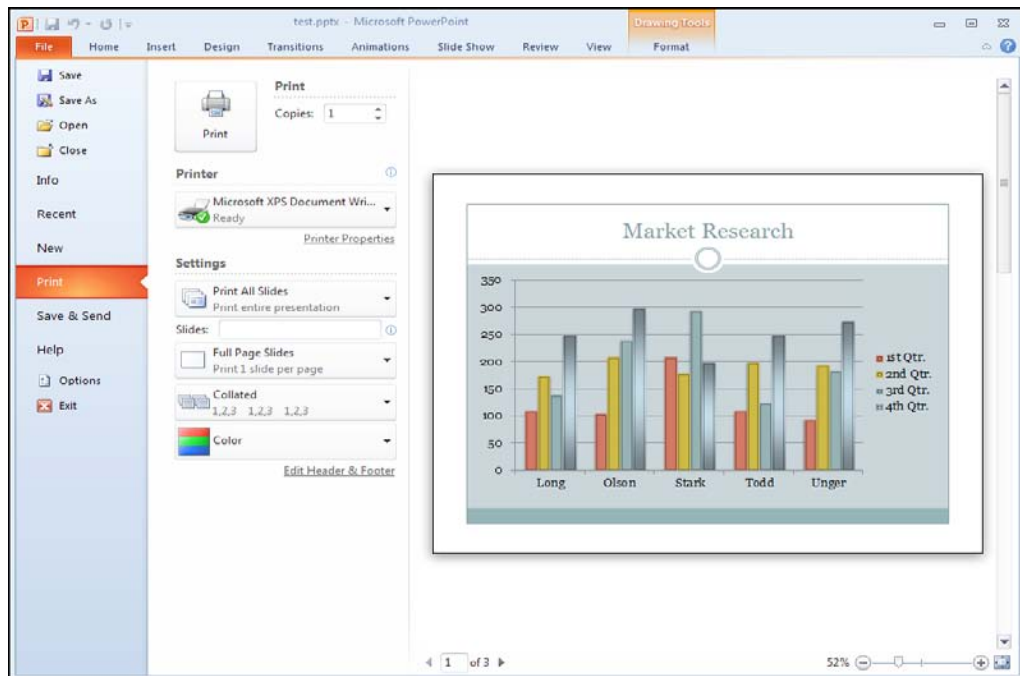 test.pptx - Microsoft PowerPoint
Drawing Tools
File Home Insert Design Transitions Animations Slide Show Review View Format
Save
Save As
Open
Close
Info
Recent
New
Print
Save & Send
Help
Options
Exit
Print
Print
Copies: 1
Printer
Microsoft XPS Document Wri...
Ready
Printer Properties
Settings
Print All Slides
Print entire presentation
Slides:
Full Page Slides
Print 1 slide per page
Collated
1,2,3 1,2,3 1,2,3
Color
Edit Header & Footer
Market Research
350
300
250
200
150
100
50
0
Long Olson Stark Todd Unger
1st Qtr.
2nd Qtr.
3rd Qtr.
4th Qtr.
1 of 3
52%